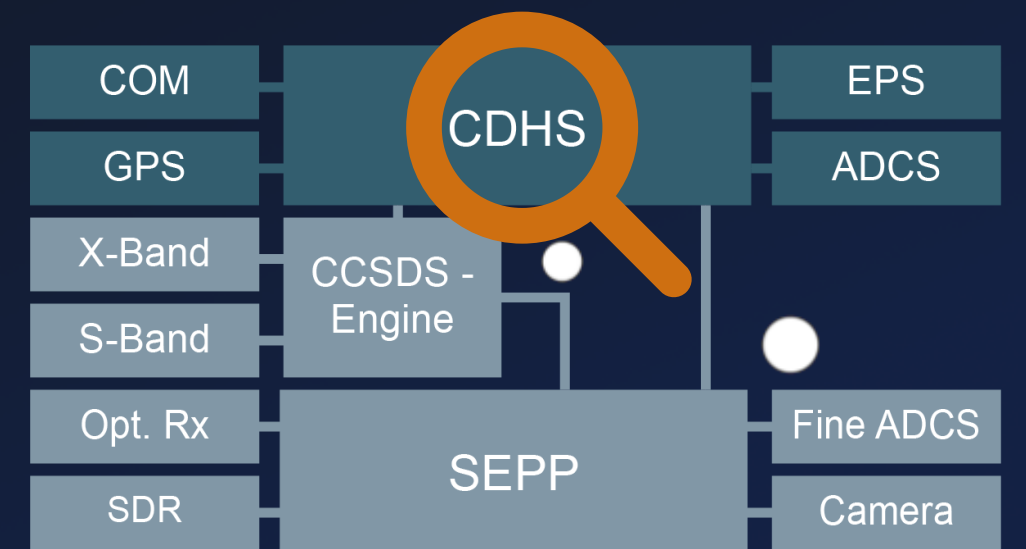 COM
CDHS
EPS
GPS
ADCS
X-Band
CCSDS -
Engine
S-Band
Opt. Rx
SEPP
Fine ADCS
SDR
Camera